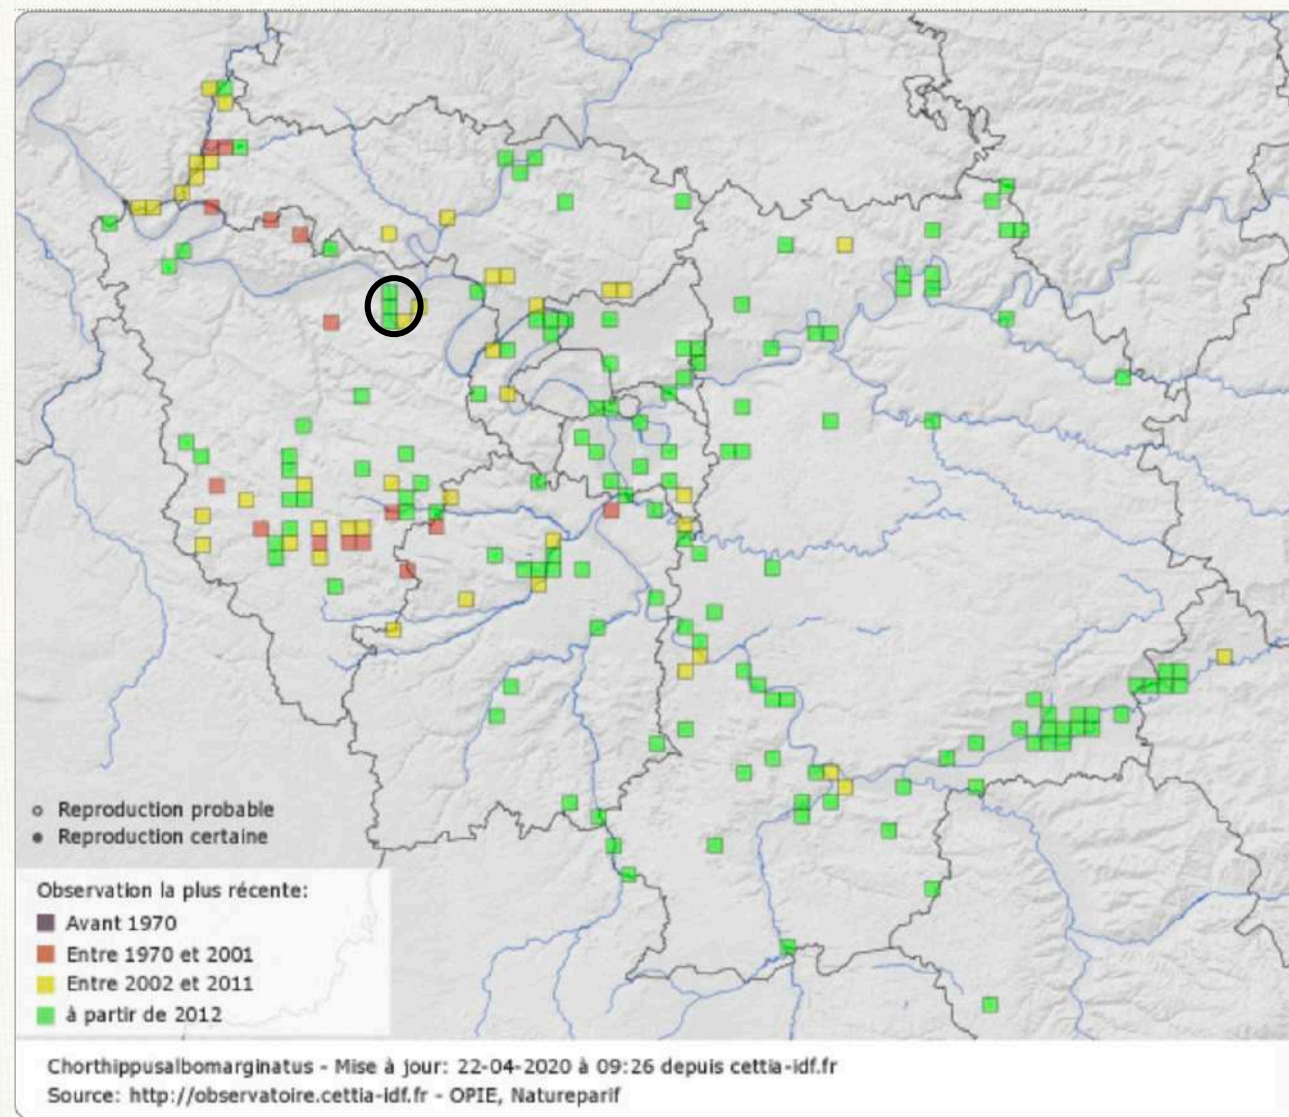 Reproduction probable
Reproduction certaine
Observation la plus récente:
Avant 1970
Entre 1970 et 2001
Entre 2002 et 2011
à partir de 2012
Chorthippusalbomarginatus - Mise à jour: 22-04-2020 à 09:26 depuis cettia-idf.fr
Source: http://observatoire.cettia-idf.fr - OPIE, Natureparif